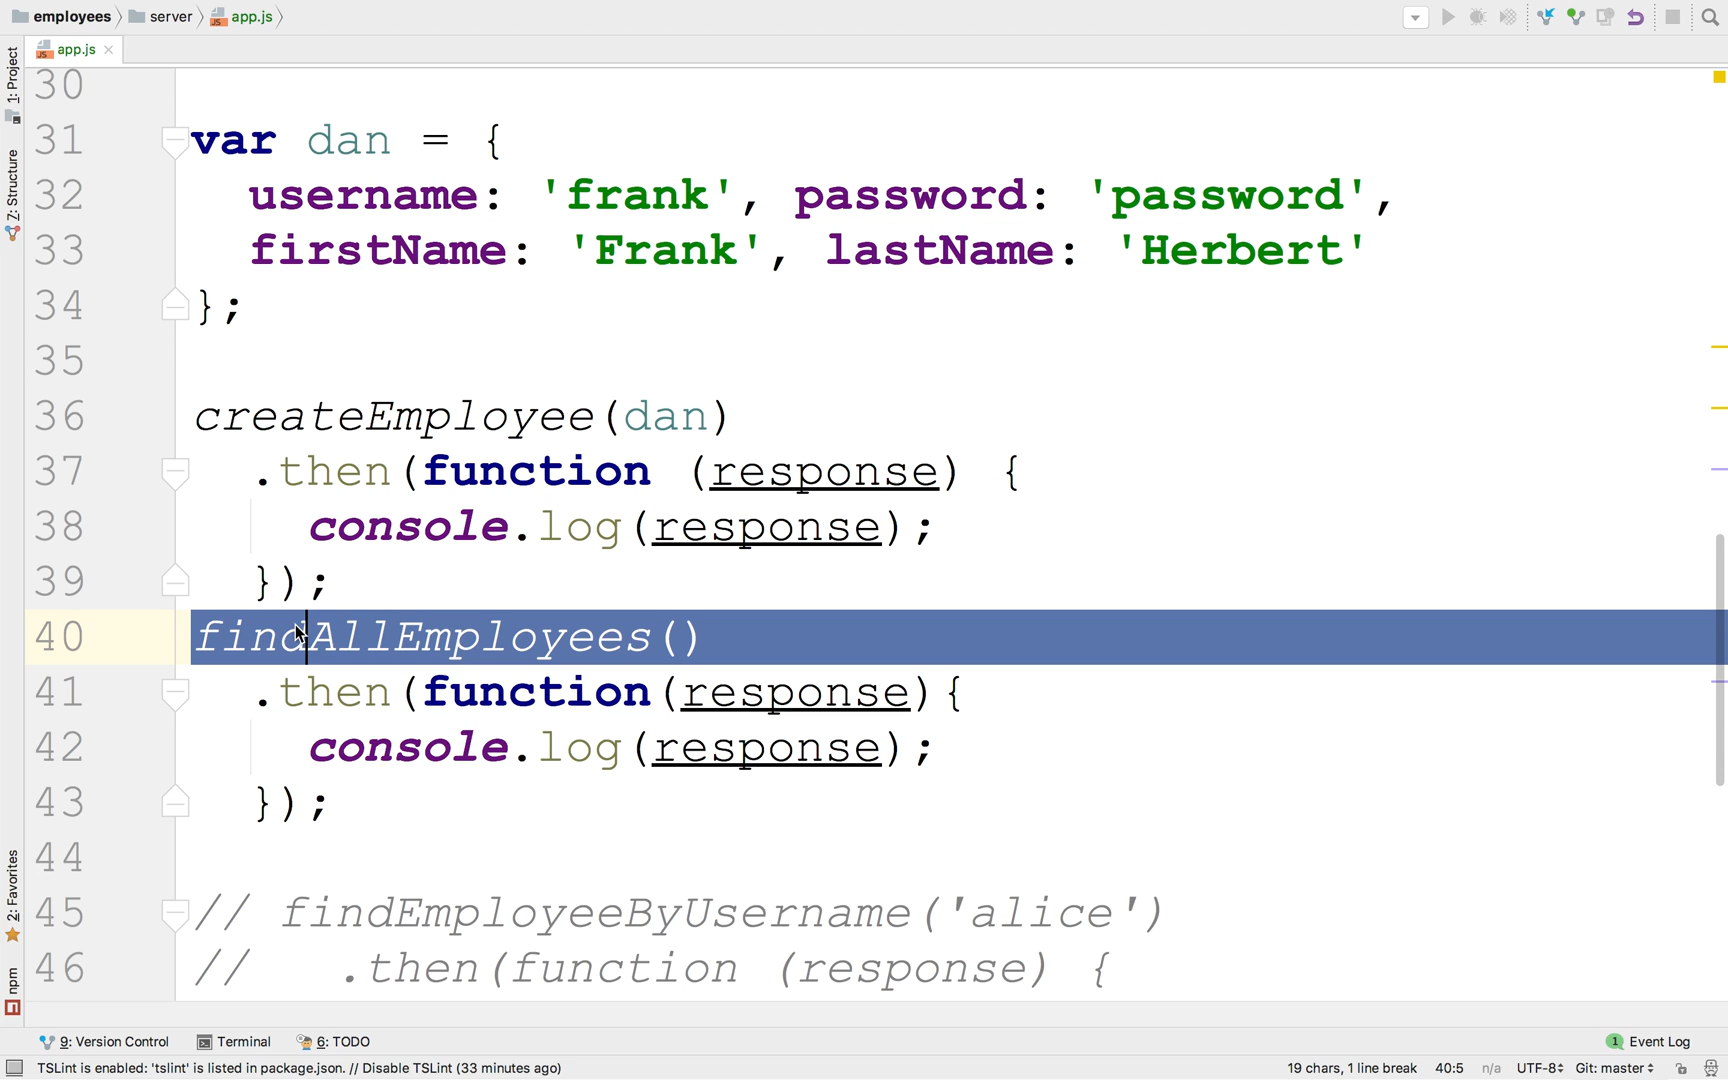 employees server app.js
app.js
1: Project
7: Structure
2: Favorites
npm
30
31 var dan = {
32 username: 'frank', password: 'password',
33 firstName: 'Frank', lastName: 'Herbert'
34 };
35
36 createEmployee(dan)
37 .then(function (response) {
38 console.log(response);
39 });
40 findAllEmployees()
41 .then(function(response){
42 console.log(response);
43 });
44
45 // findEmployeeByUsername('alice')
46 // .then(function (response) {
9: Version Control Terminal 6: TODO 1 Event Log
TSLint is enabled: 'tslint' is listed in package.json. // Disable TSLint (33 minutes ago) 19 chars, 1 line break 40:5 n/a UTF-8 Git: master